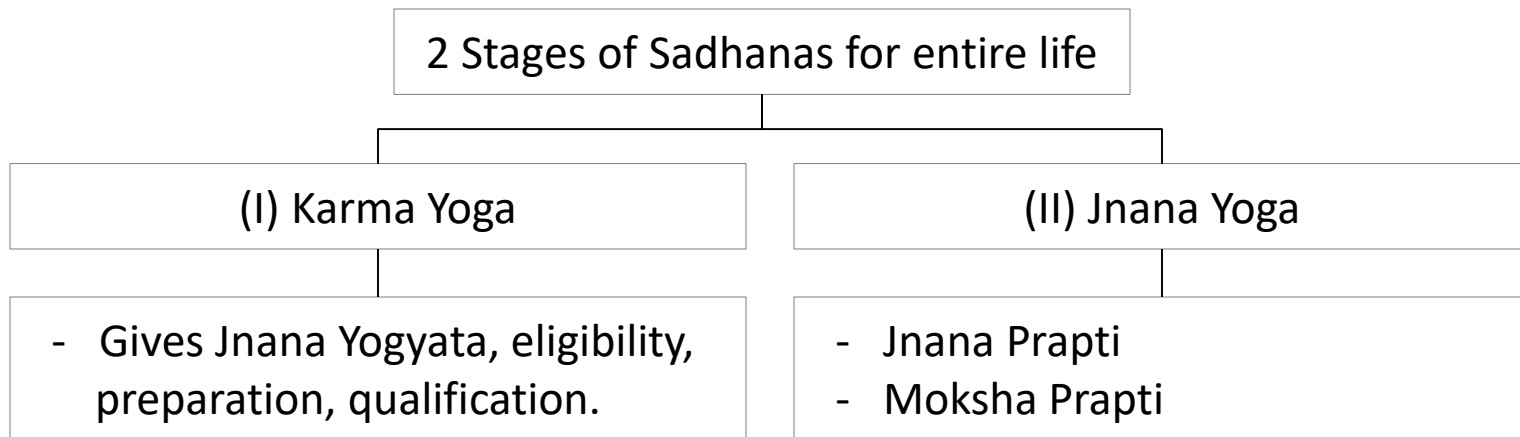 2 Stages of Sadhanas for entire life
(I) Karma Yoga
(II) Jnana Yoga
- Gives Jnana Yogyata, eligibility,
preparation, qualification.
- Jnana Prapti
- Moksha Prapti